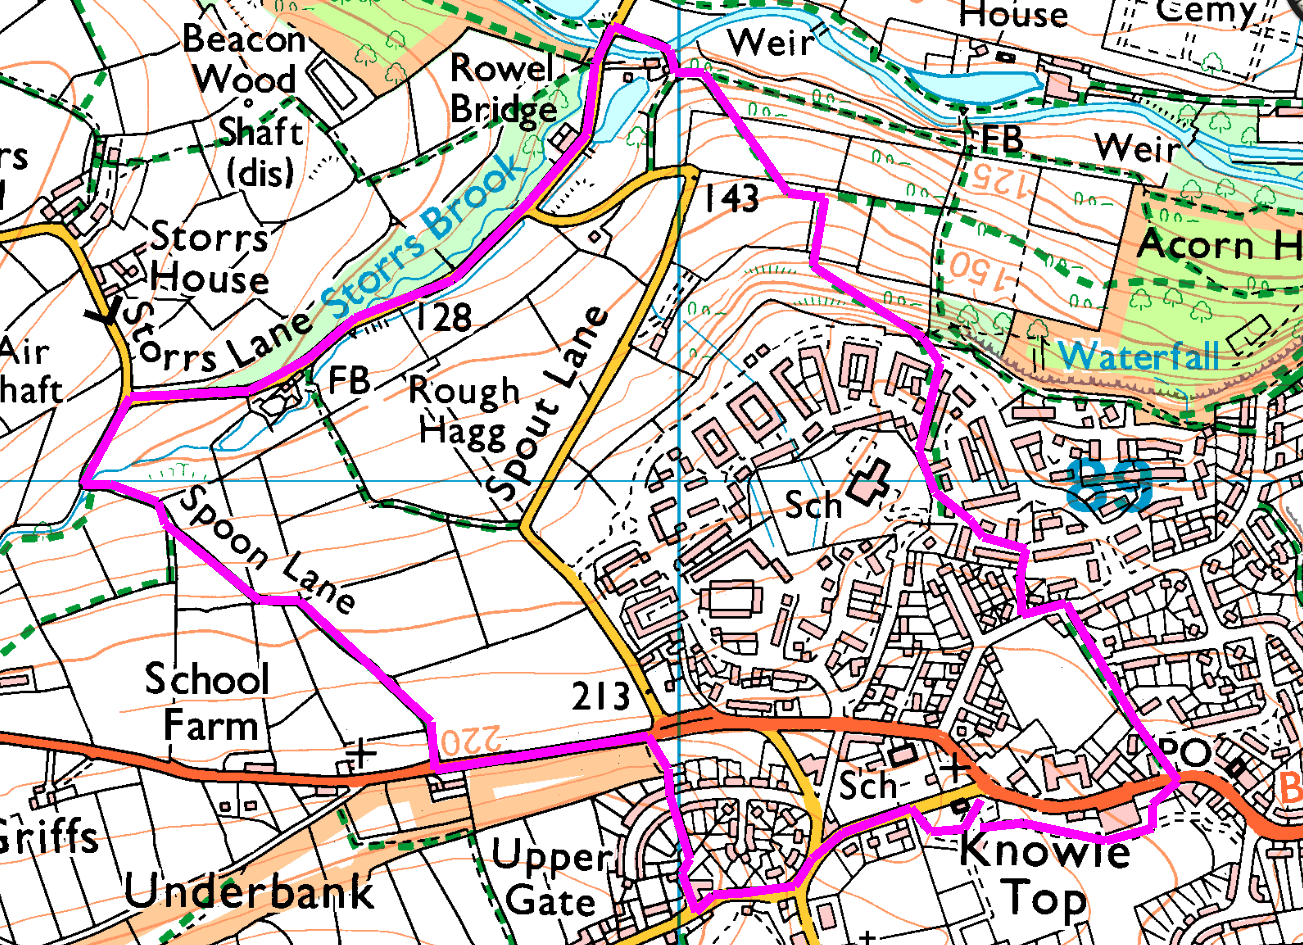 House
Cemy
Weir
Beacon
Wood
Rowel
Bridge
Shaft
(dis)
FB
Weir
125
143
Storrs
House
Storrs Brook
Acorn H
150
128
Storrs Lane
Air
haft
FB
Rough
Hagg
Spout Lane
Waterfall
89
Sch
Spoon Lane
School
Farm
213
220
PO
Sch
B
Griffs
Upper
Gate
Knowle
Top
Underbank